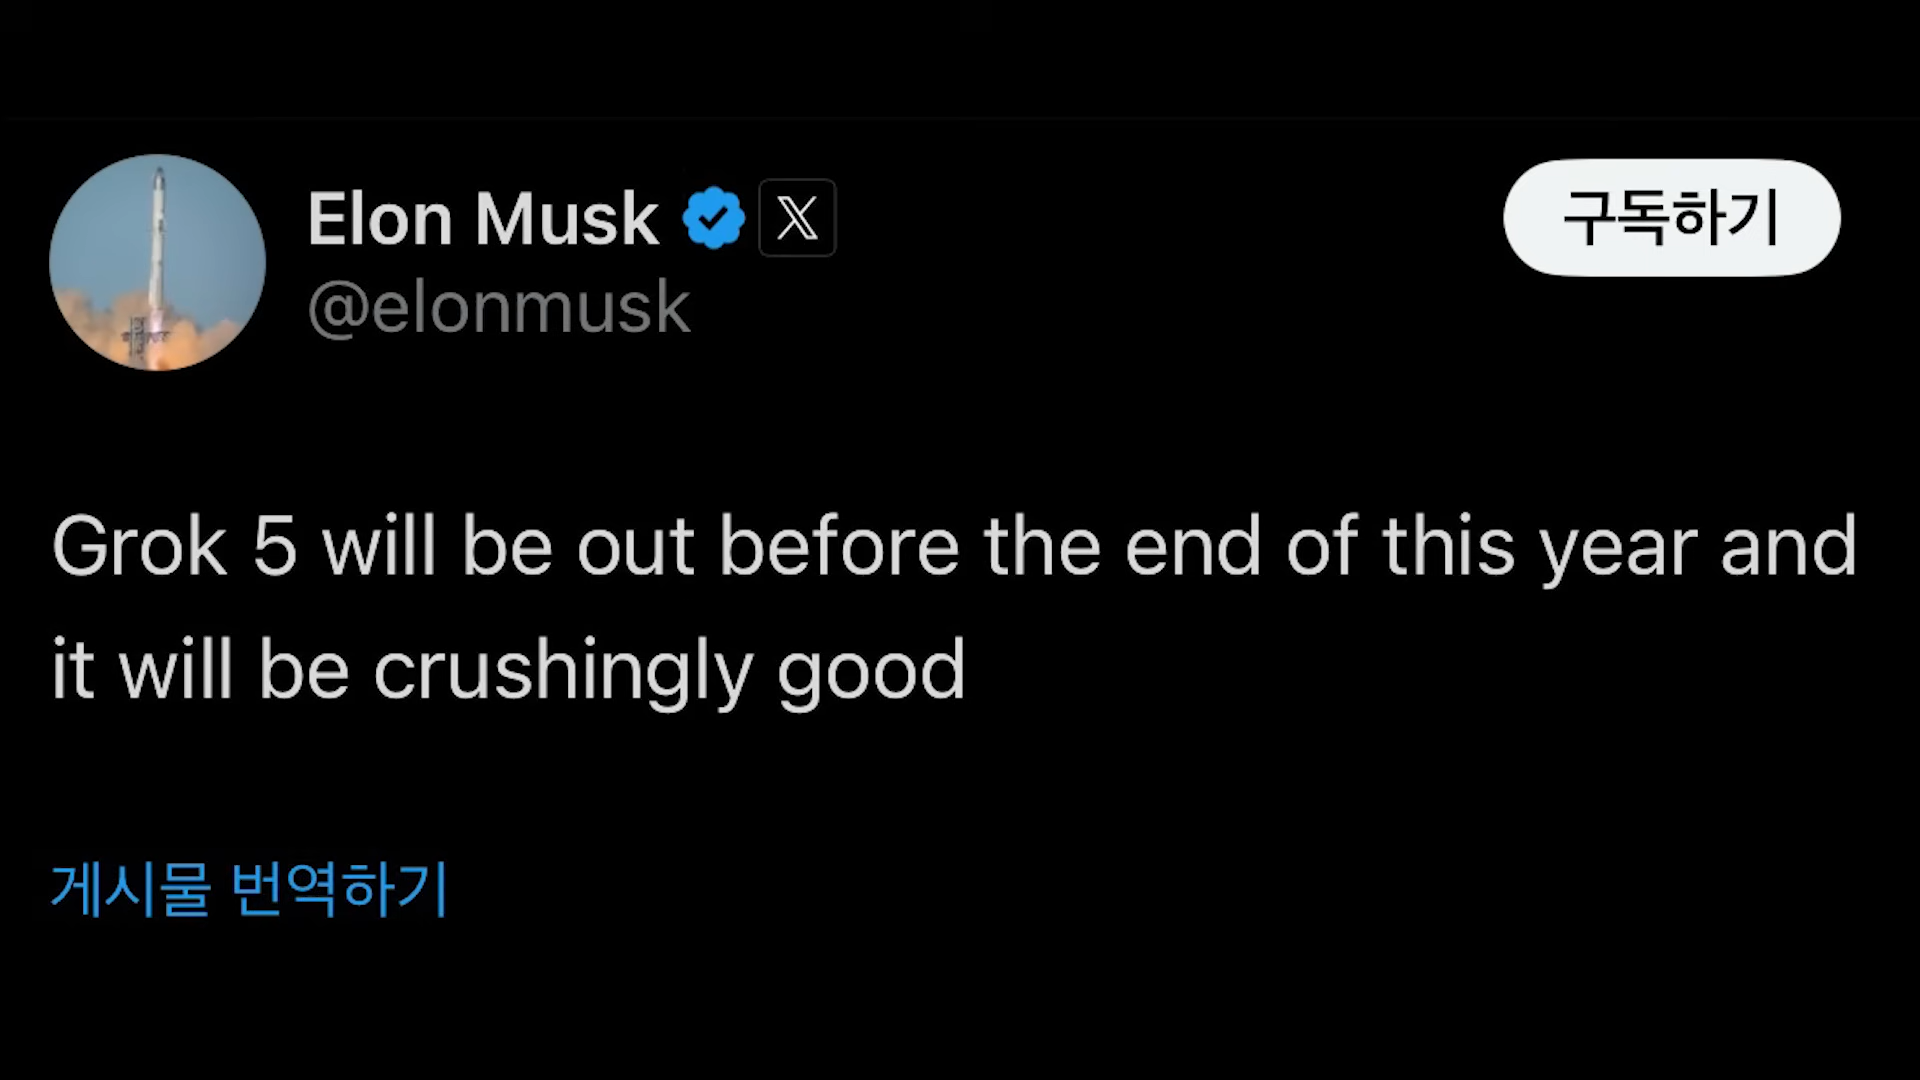 Elon Musk
구독하기
@elonmusk
Grok 5 will be out before the end of this year and
it will be crushingly good
게시물 번역하기